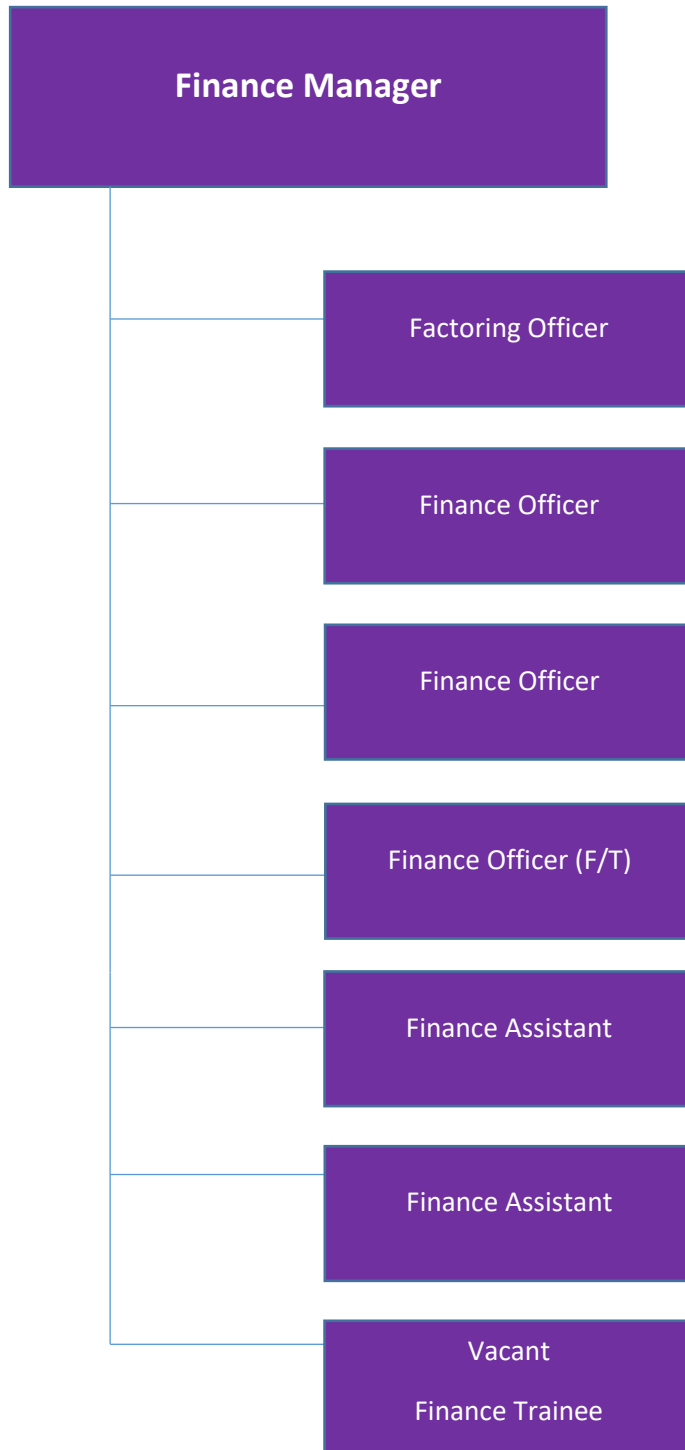 Finance Manager
Factoring Officer
Finance Officer
Finance Officer
Finance Officer (F/T)
Finance Assistant
Finance Assistant
Vacant
Finance Trainee